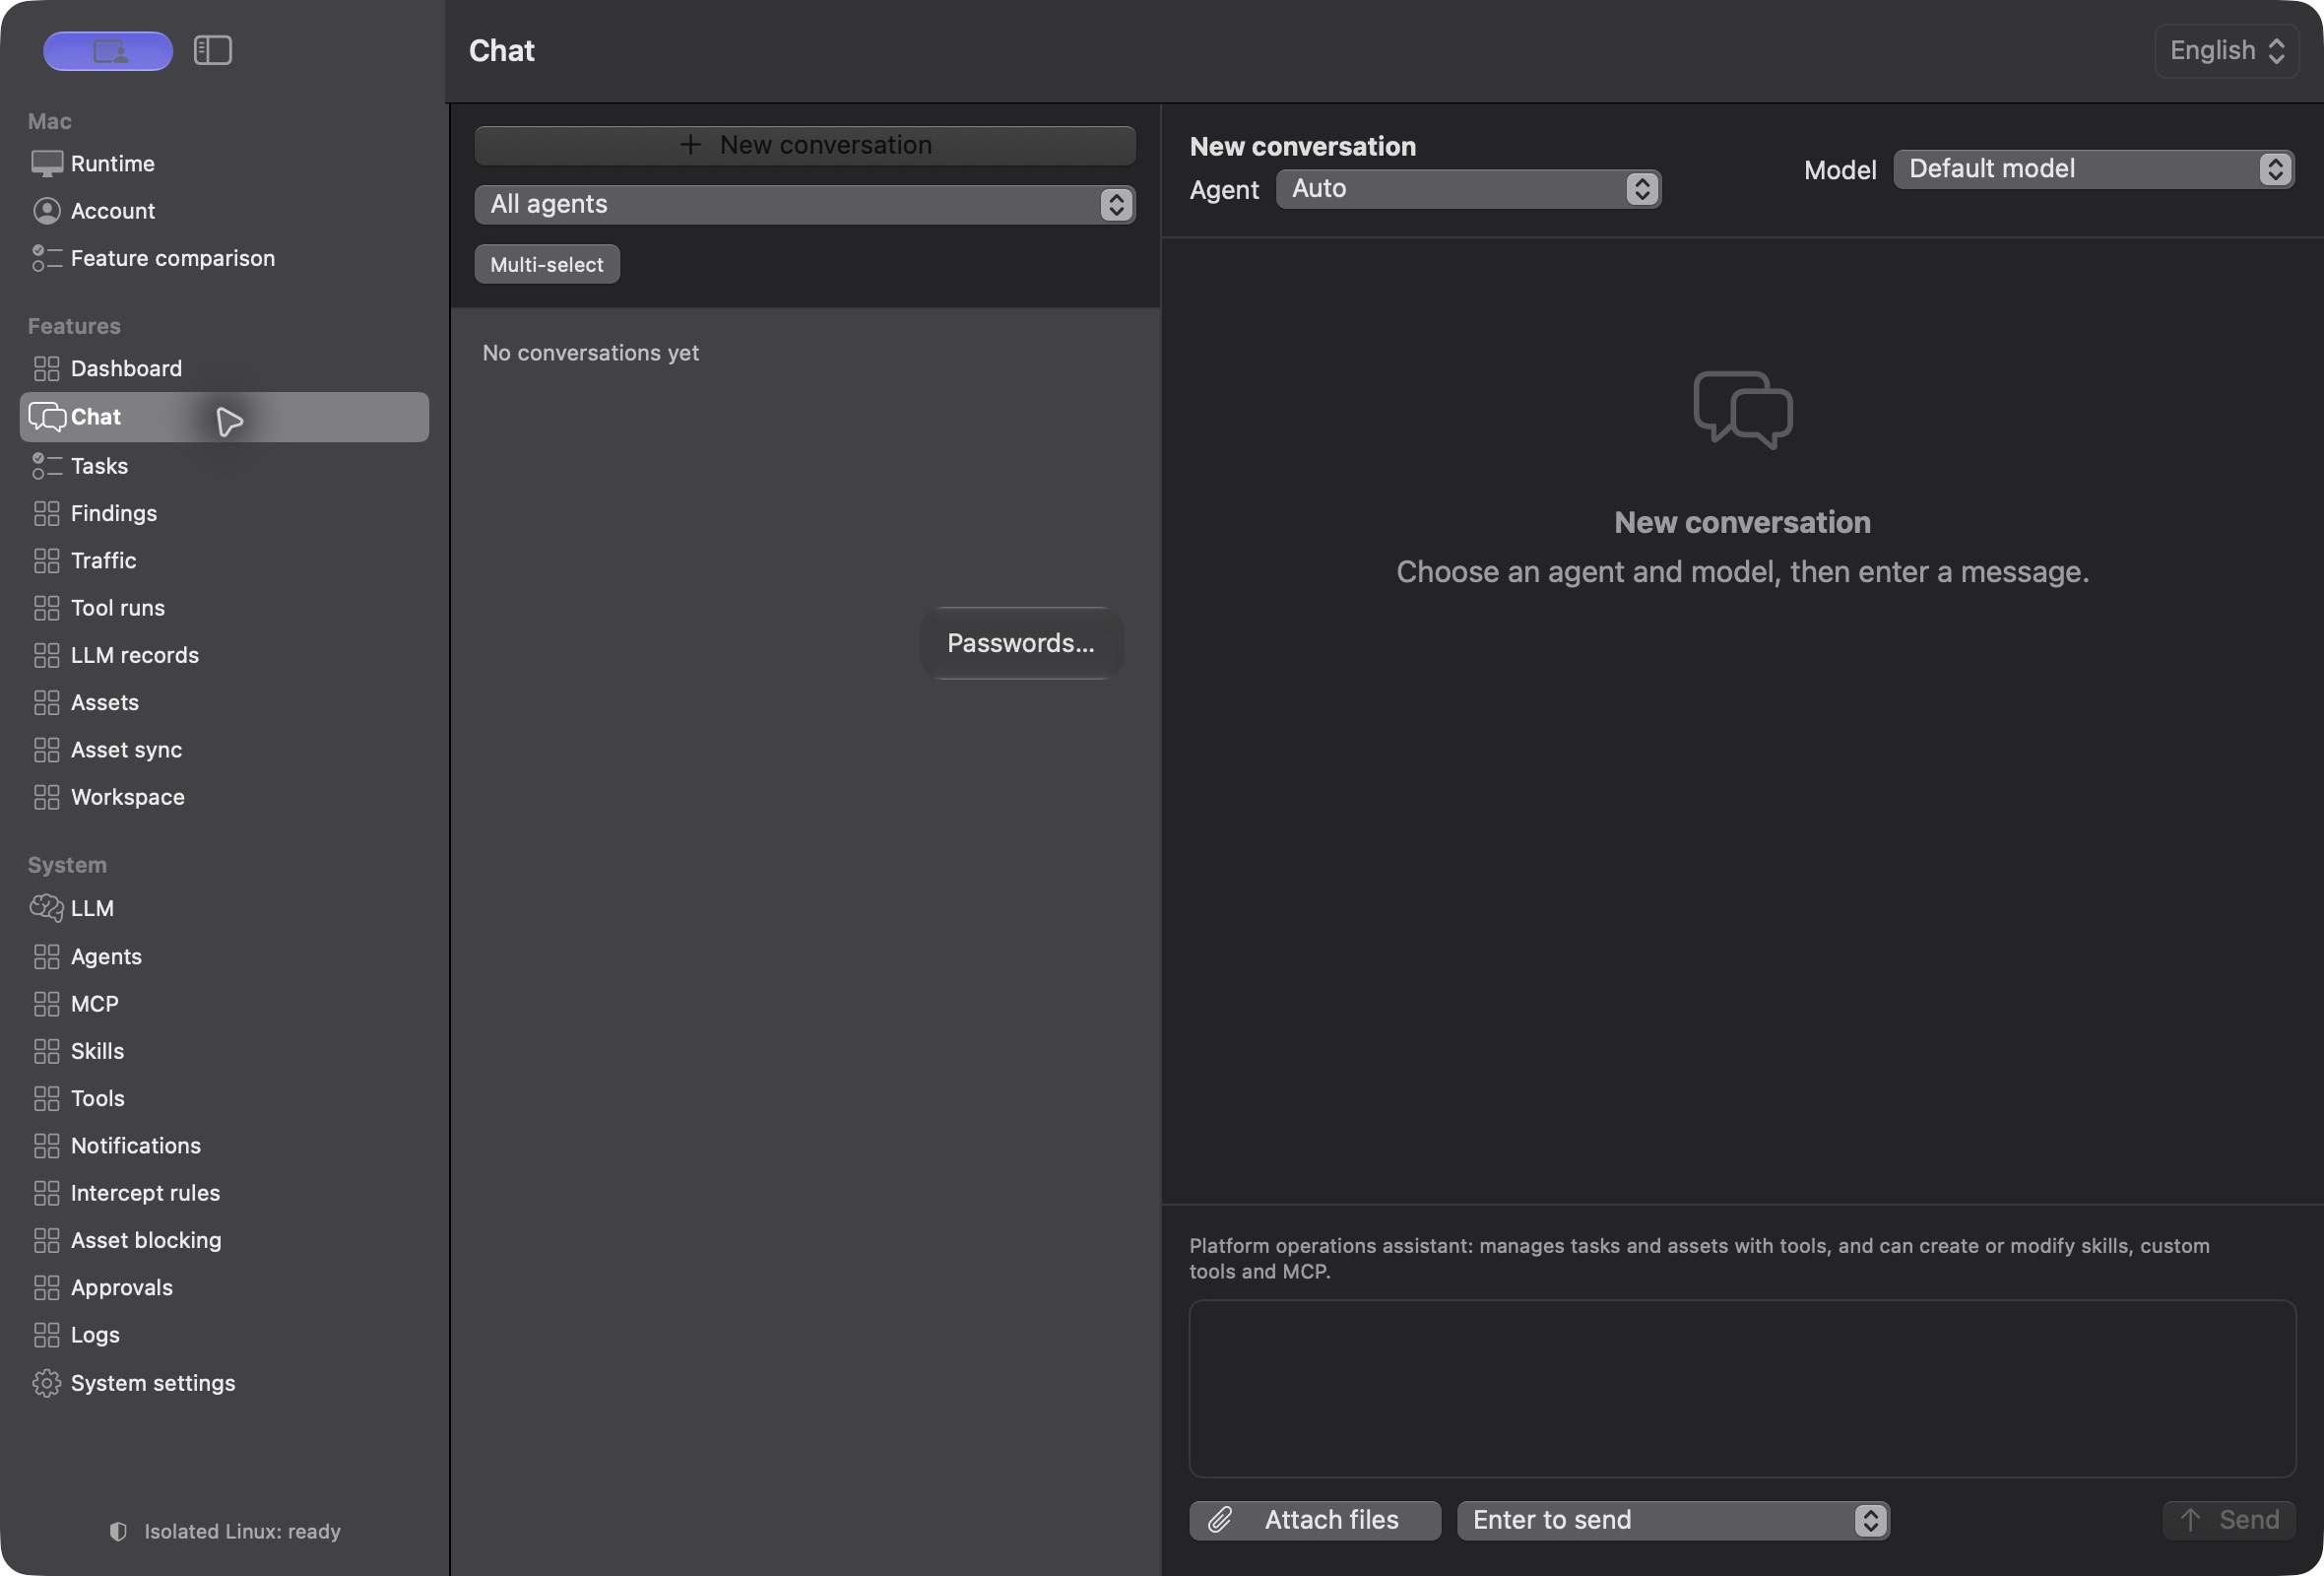 Chat
English
Mac
Runtime
Account
Feature comparison
Features
Dashboard
Chat
Tasks
Findings
Traffic
Tool runs
LLM records
Assets
Asset sync
Workspace
System
LLM
Agents
MCP
Skills
Tools
Notifications
Intercept rules
Asset blocking
Approvals
Logs
System settings
Isolated Linux: ready
New conversation
All agents
Multi-select
No conversations yet
Passwords...
New conversation
Agent
Auto
Model
Default model
New conversation
Choose an agent and model, then enter a message.
Platform operations assistant: manages tasks and assets with tools, and can create or modify skills, custom
tools and MCP.
Attach files
Enter to send
Send